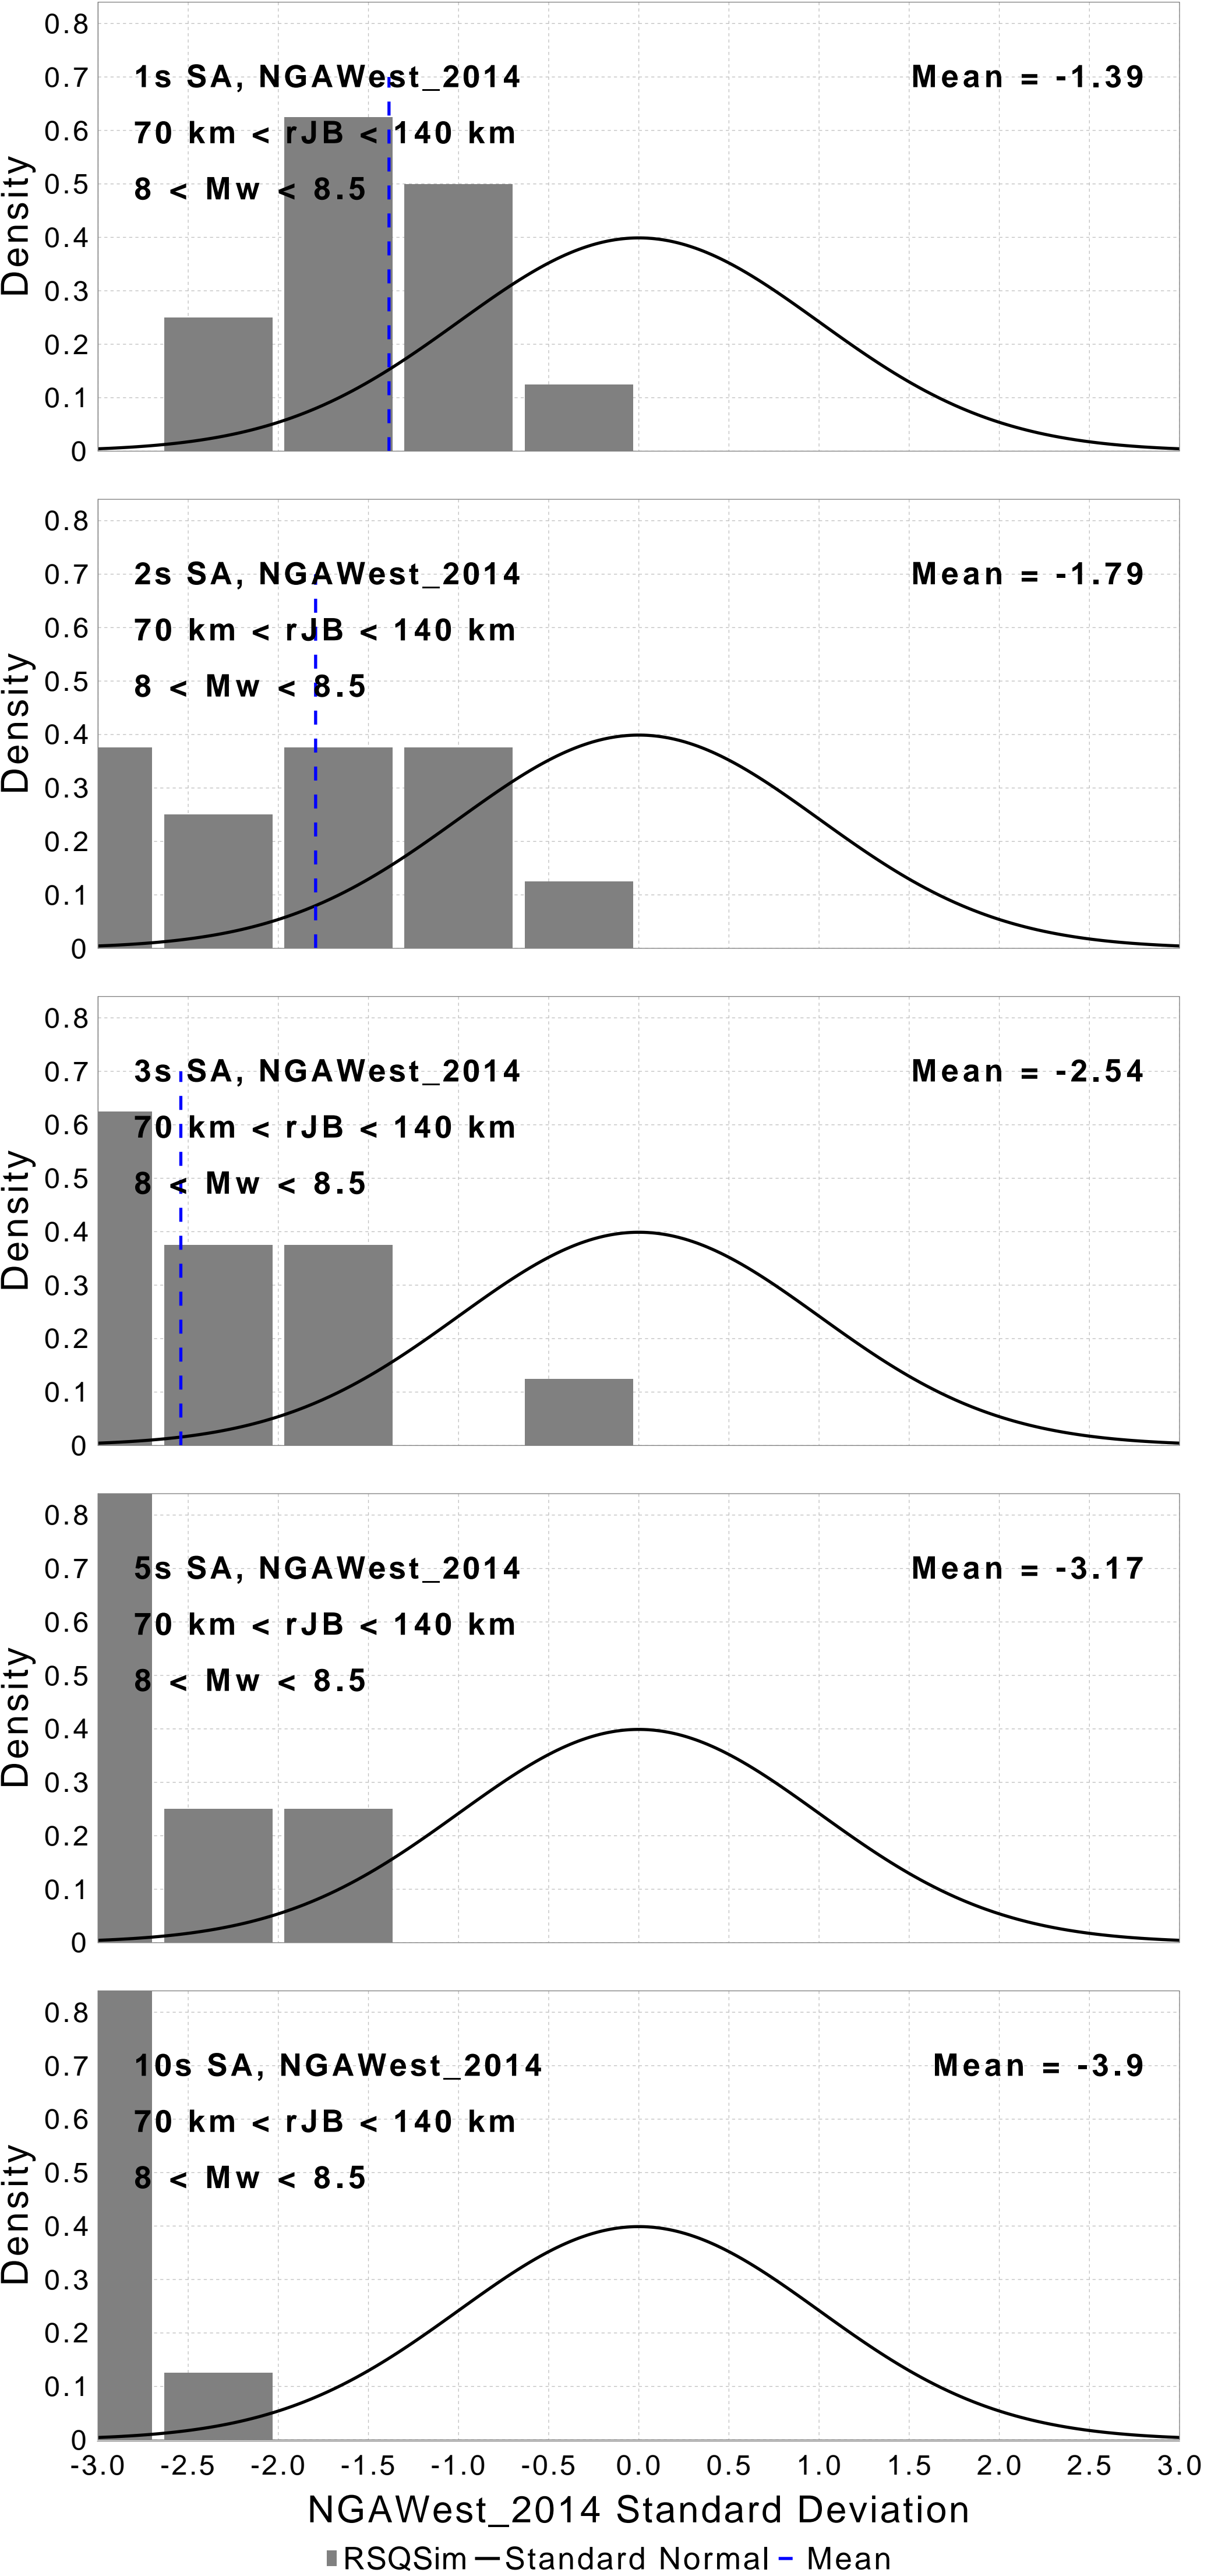 0.8
0.7
0.6
0.5
0.4
0.3
0.2
0.1
0
Density
1s SA, NGAWest_2014
70 km < rJB < 140 km
8 < Mw < 8.5
Mean = -1.39
0.8
0.7
0.6
0.5
0.4
0.3
0.2
0.1
0
Density
2s SA, NGAWest_2014
70 km < rJB < 140 km
8 < Mw < 8.5
Mean = -1.79
0.8
0.7
0.6
0.5
0.4
0.3
0.2
0.1
0
Density
3s SA, NGAWest_2014
70 km < rJB < 140 km
8 < Mw < 8.5
Mean = -2.54
0.8
0.7
0.6
0.5
0.4
0.3
0.2
0.1
0
Density
5s SA, NGAWest_2014
70 km < rJB < 140 km
8 < Mw < 8.5
Mean = -3.17
0.8
0.7
0.6
0.5
0.4
0.3
0.2
0.1
0
Density
10s SA, NGAWest_2014
70 km < rJB < 140 km
8 < Mw < 8.5
Mean = -3.9
-3.0 -2.5 -2.0 -1.5 -1.0 -0.5 0.0 0.5 1.0 1.5 2.0 2.5 3.0
NGAWest_2014 Standard Deviation
RSQSim Standard Normal Mean